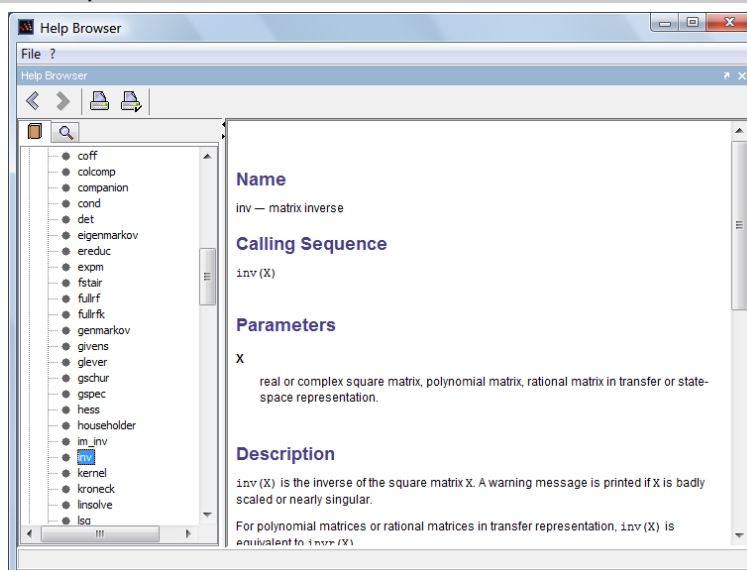 Help Browser
File ?
Help Browser
coff
colcomp
companion
cond
det
eigenmarkov
ereduc
expm
fstair
fullrf
fullrfk
genmarkov
givens
glever
gschur
gspec
hess
householder
im_inv
inv
kernel
kroneck
linsolve
lsq
Name
inv — matrix inverse
Calling Sequence
inv(X)
Parameters
X
real or complex square matrix, polynomial matrix, rational matrix in transfer or state-
space representation.
Description
inv(X) is the inverse of the square matrix X. A warning message is printed if X is badly
scaled or nearly singular.
For polynomial matrices or rational matrices in transfer representation, inv(X) is
equivalent to invr(X)